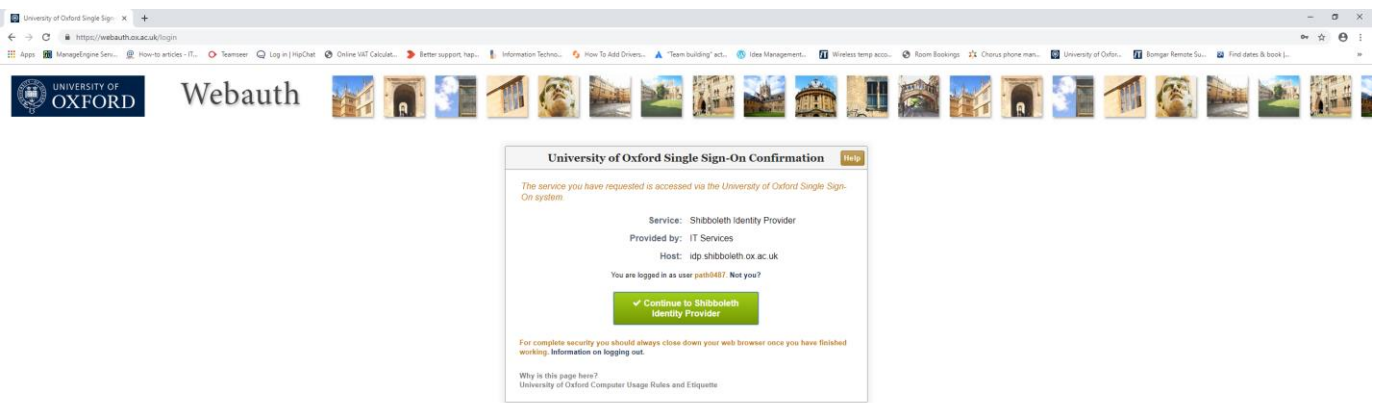 University of Oxford Single Sign-
https://webauth.ox.ac.uk/login
Apps ManageEngine Servi... How-to articles - IT... Teamseer Log in | HipChat Online VAT Calculat... Better support, hap... Information Techno... How To Add Drivers... "Team building" act... Idea Management... Wireless temp acco... Room Bookings Chorus phone man... University of Oxfor... Bomgar Remote Su... Find dates & book |...
UNIVERSITY OF
OXFORD
Webauth
University of Oxford Single Sign-On Confirmation
Help
The service you have requested is accessed via the University of Oxford Single Sign-
On system.
Service: Shibboleth Identity Provider
Provided by: IT Services
Host: idp.shibboleth.ox.ac.uk
You are logged in as user path0487. Not you?
✔ Continue to Shibboleth
Identity Provider
For complete security you should always close down your web browser once you have finished
working. Information on logging out.
Why is this page here?
University of Oxford Computer Usage Rules and Etiquette